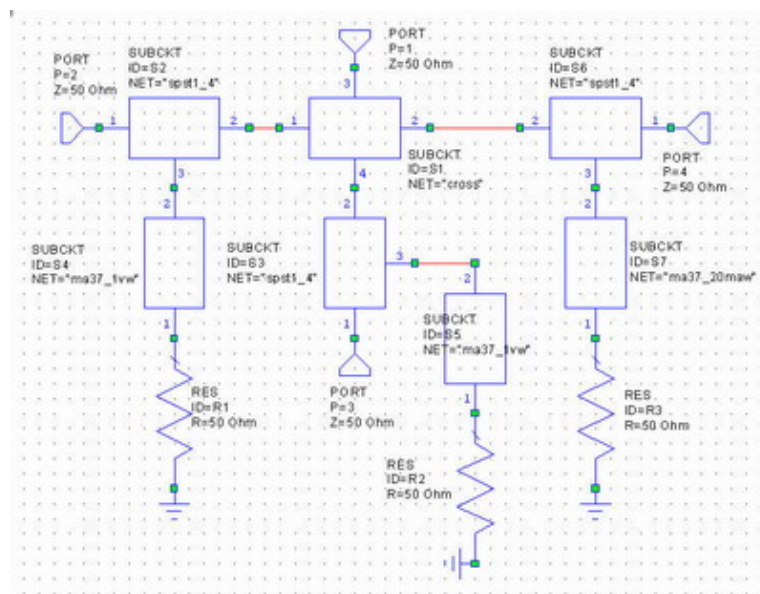 PORT
P=1
Z=50 Ohm
SUBCKT
ID=S2
NET="spst1_4"
PORT
P=2
Z=50 Ohm
SUBCKT
ID=S6
NET="spst1_4"
3
1
2
1
2
2
1
SUBCKT
ID=S1
NET="cross"
PORT
P=4
Z=50 Ohm
3
4
3
2
2
2
SUBCKT
ID=S4
NET="ma37_1vw"
SUBCKT
ID=S3
NET="spst1_4"
3
SUBCKT
ID=S7
NET="ma37_20maw"
2
1
1
1
SUBCKT
ID=S5
NET="ma37_1vw"
RES
ID=R1
R=50 Ohm
PORT
P=3
Z=50 Ohm
1
RES
ID=R3
R=50 Ohm
RES
ID=R2
R=50 Ohm